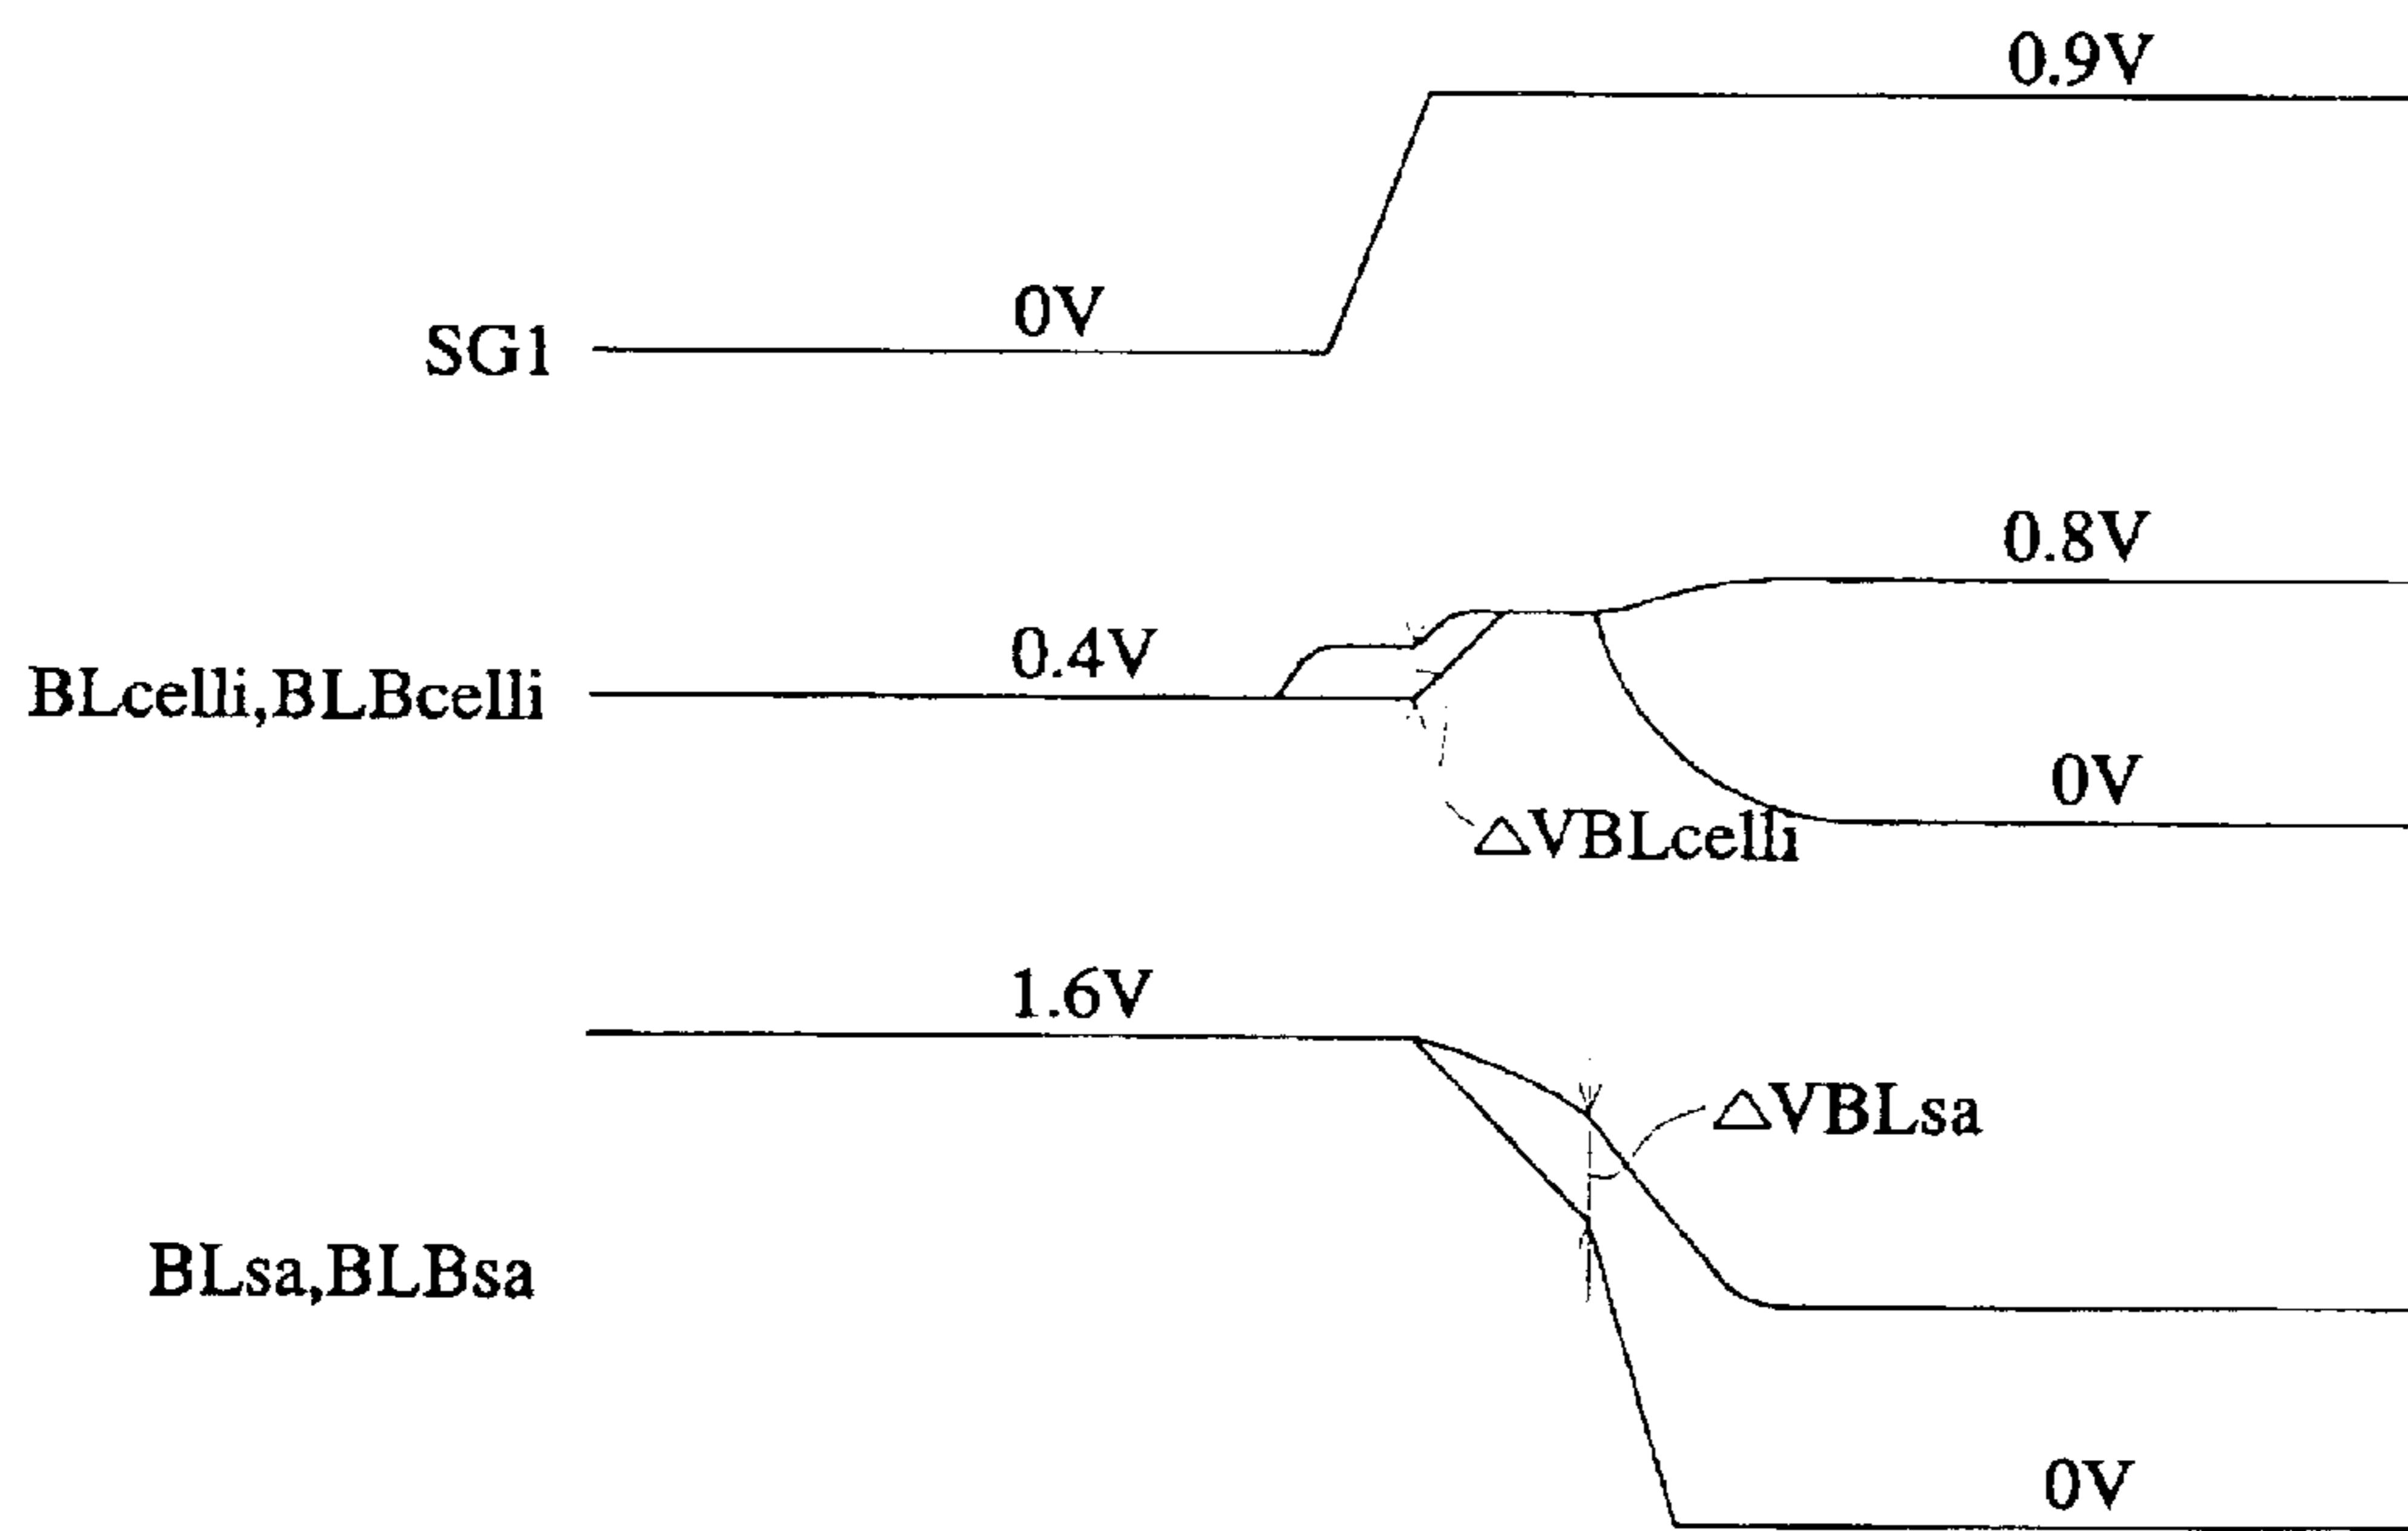 0.9V
0V
SG1
0.8V
0.4V
BLcelli,BLBcelli
0V
△VBLcelli
1.6V
△VBLsa
BLsa,BLBsa
0V